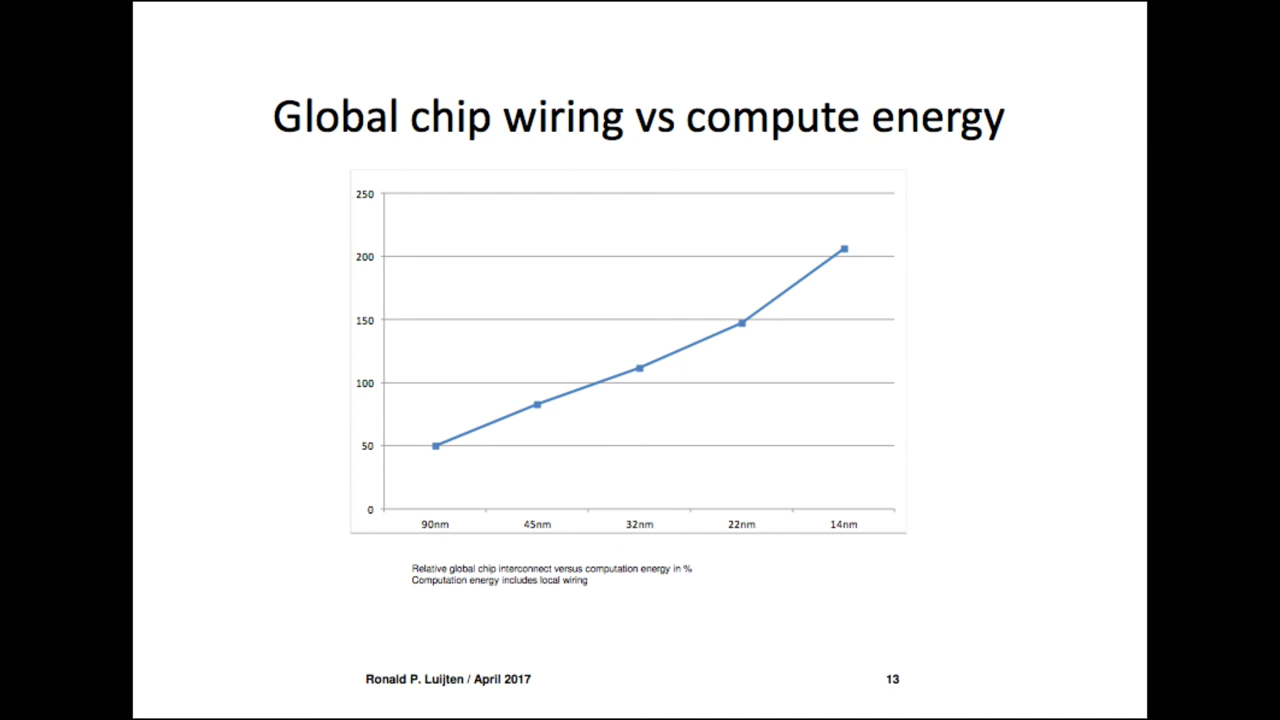 Global chip wiring vs compute energy
250
200
150
100
50
0
90nm 45nm 32nm 22nm 14nm
Relative global chip interconnect versus computation energy in %
Computation energy includes local wiring
Ronald P. Luijten / April 2017 13